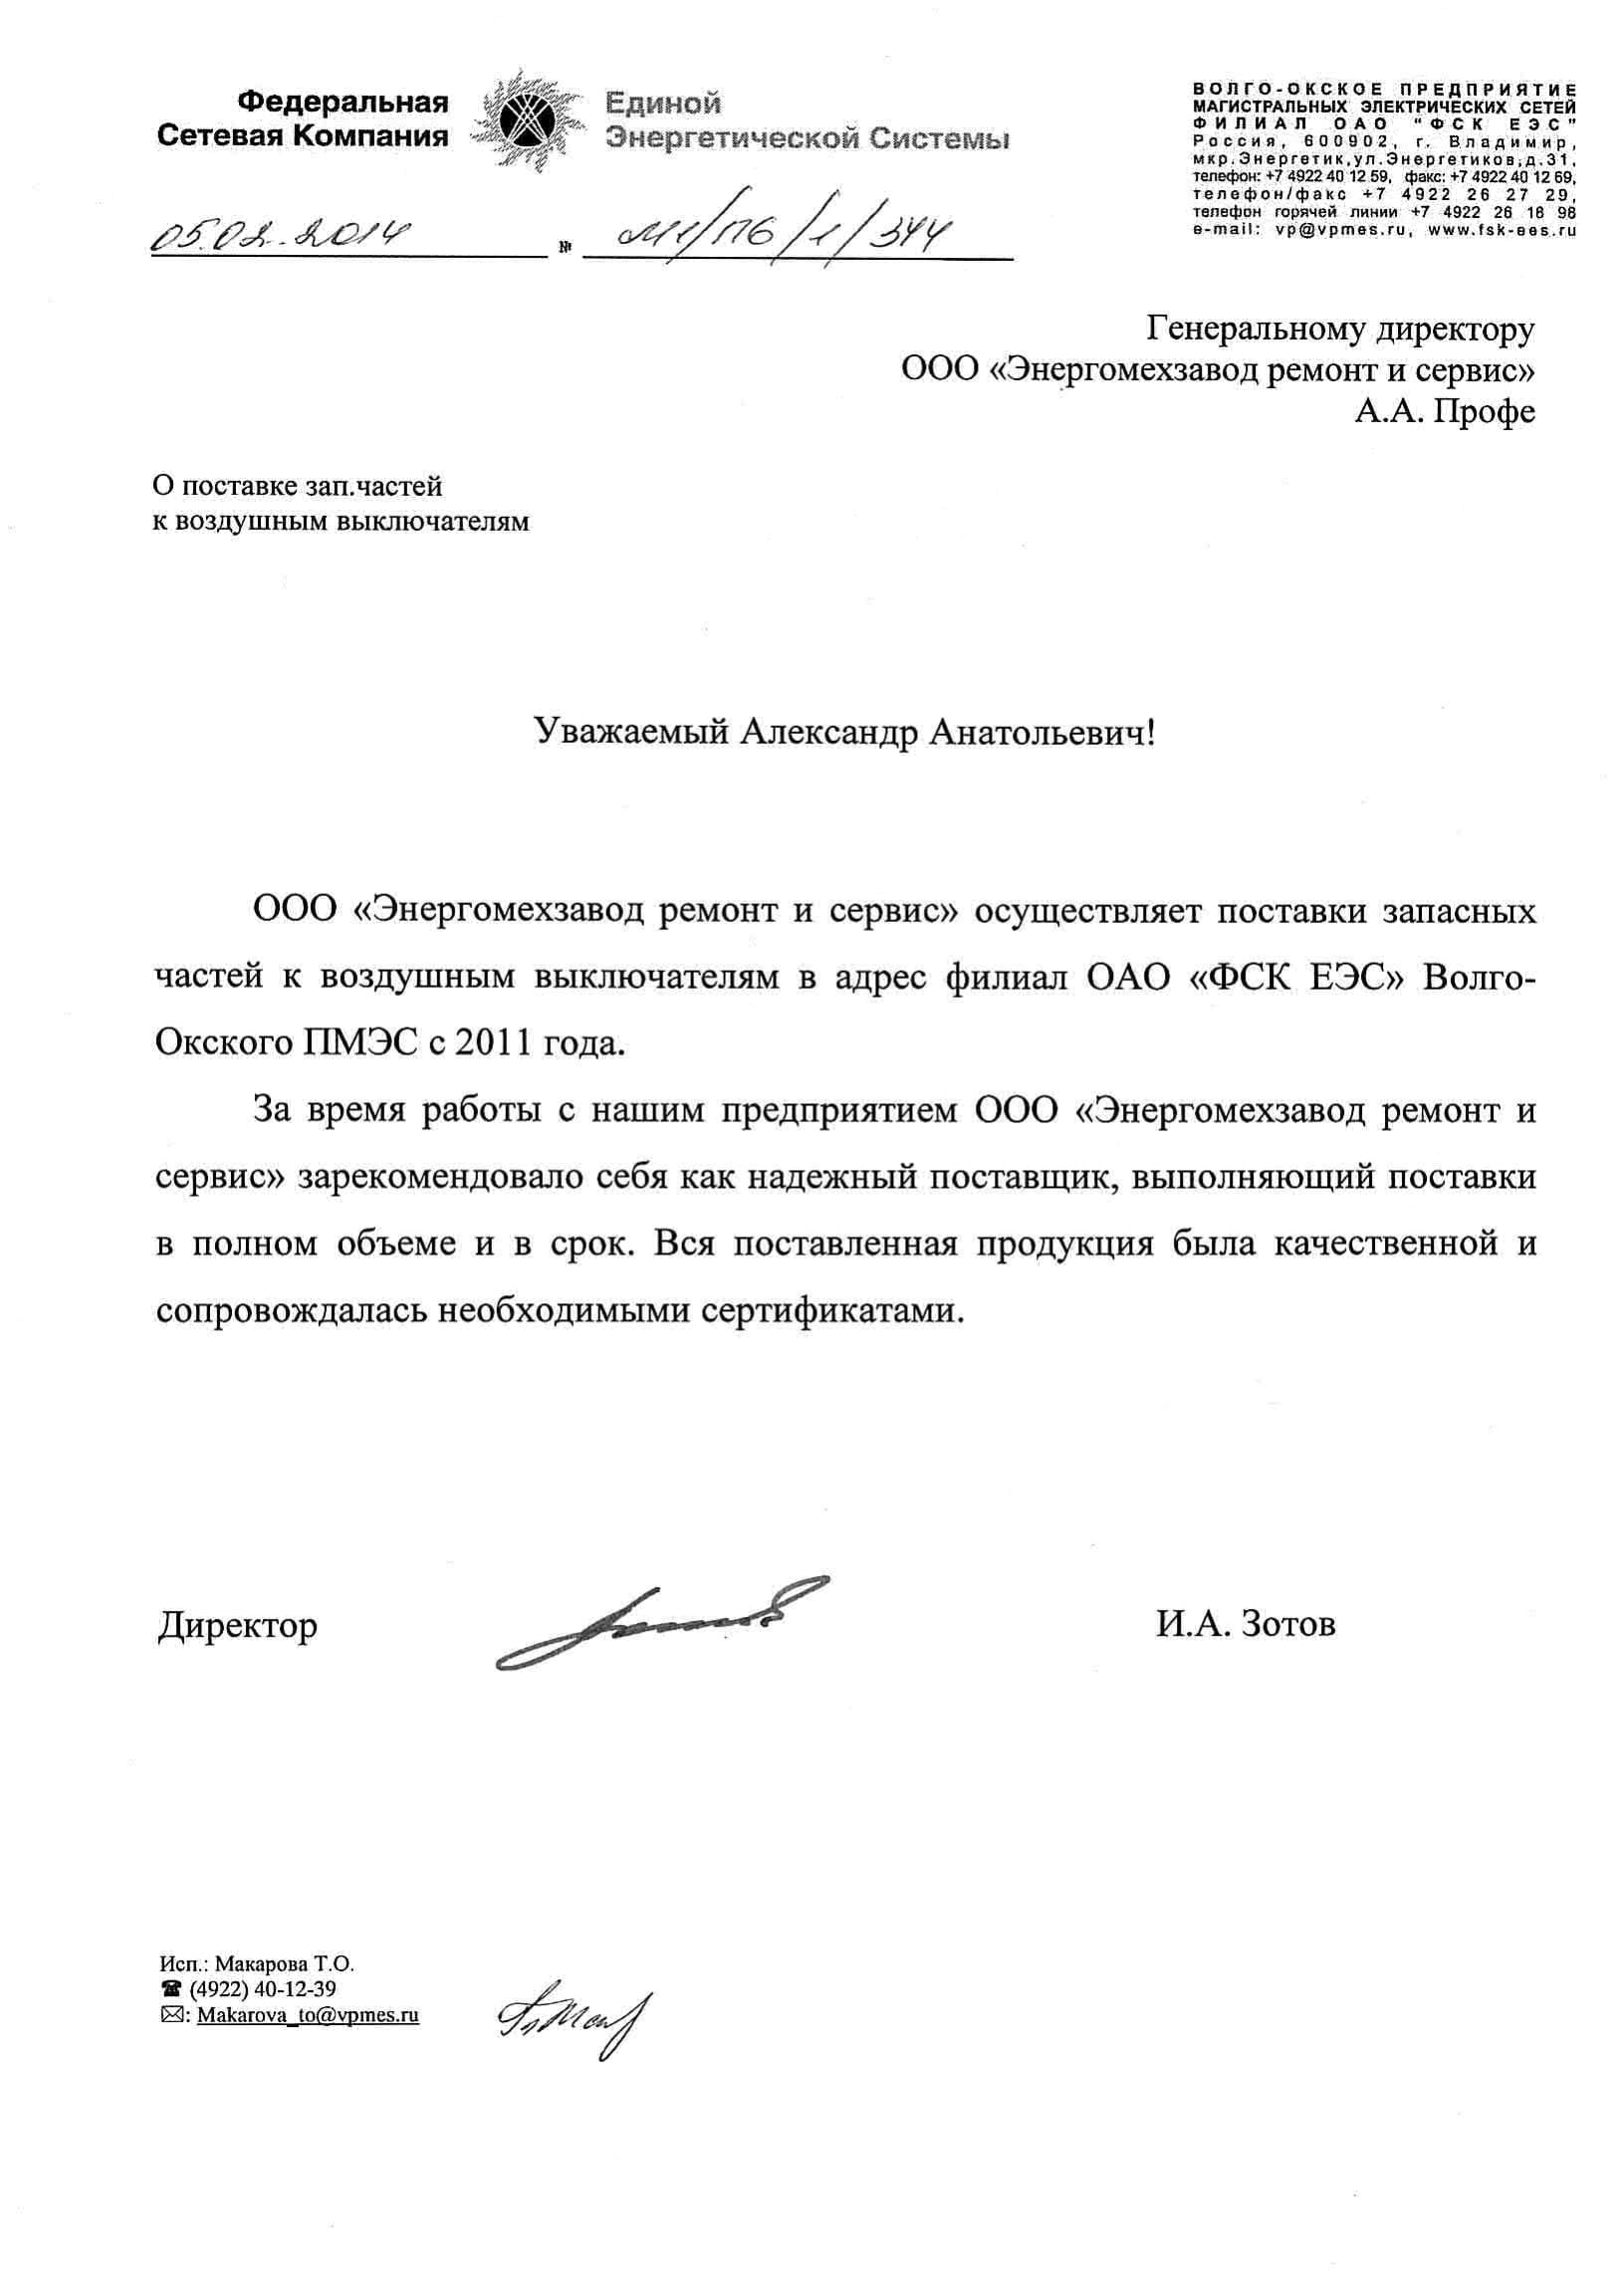 Федеральная
Сетевая Компания
Единой
Энергетической Системы
ВОЛГО-ОКСКОЕ ПРЕДПРИЯТИЕ
МАГИСТРАЛЬНЫХ ЭЛЕКТРИЧЕСКИХ СЕТЕЙ
ФИЛИАЛ ОАО "ФСК ЕЭС"
Россия, 600902, г. Владимир,
мкр.Энергетик,ул.Энергетиков,д.31,
телефон: +7 4922 40 12 59, факс: +7 4922 40 12 69,
телефон/факс +7 4922 26 27 29,
телефон горячей линии +7 4922 26 18 98
e-mail: vp@vpmes.ru, www.fsk-ees.ru
05.02.2014 № М1/П6/1/344
Генеральному директору
ООО «Энергомехзавод ремонт и сервис»
А.А. Профе
О поставке зап.частей
к воздушным выключателям
Уважаемый Александр Анатольевич!
ООО «Энергомехзавод ремонт и сервис» осуществляет поставки запасных
частей к воздушным выключателям в адрес филиал ОАО «ФСК ЕЭС» Волго-
Окского ПМЭС с 2011 года.
За время работы с нашим предприятием ООО «Энергомехзавод ремонт и
сервис» зарекомендовало себя как надежный поставщик, выполняющий поставки
в полном объеме и в срок. Вся поставленная продукция была качественной и
сопровождалась необходимыми сертификатами.
Директор
И.А. Зотов
Исп.: Макарова Т.О.
☎ (4922) 40-12-39
✉: Makarova_to@vpmes.ru